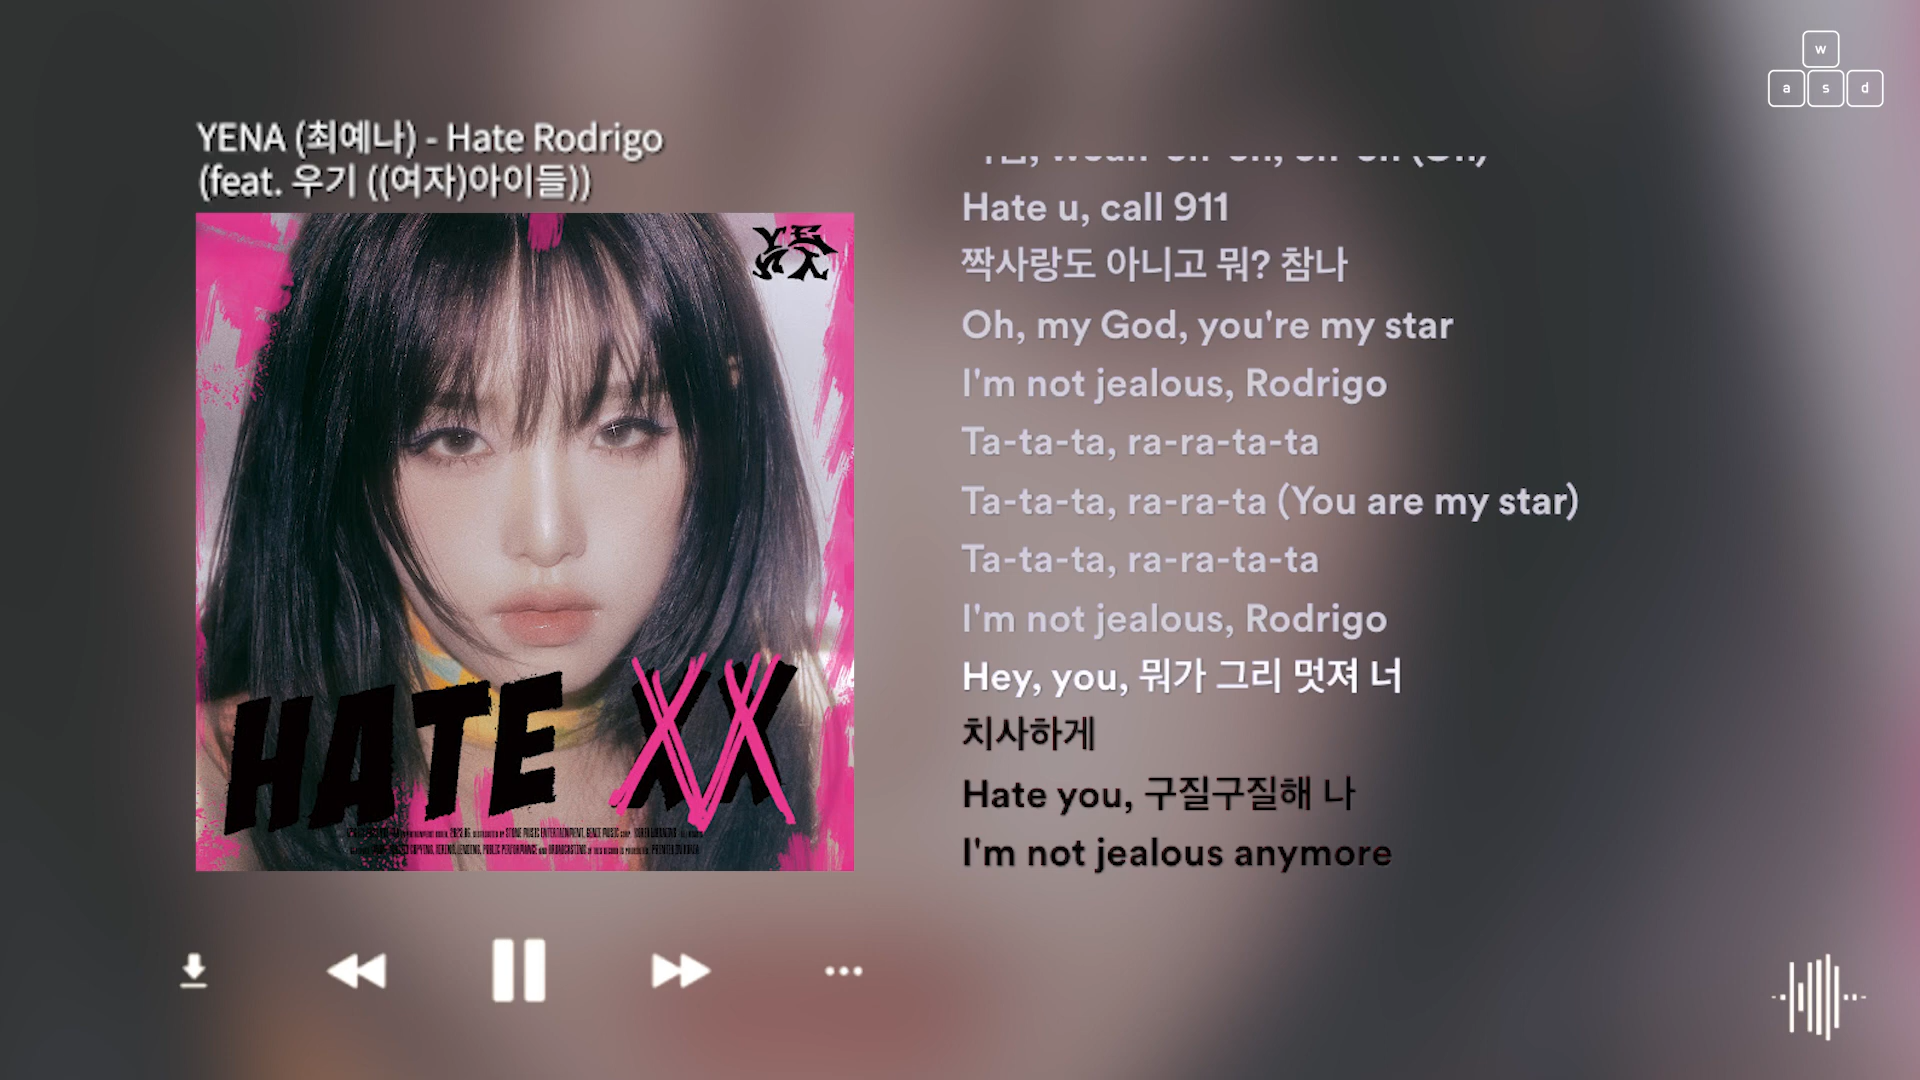 w
a s d
YENA (최예나) - Hate Rodrigo
(feat. 우기 ((여자)아이들))
YENA
HATE XX
Hate u, call 911
짝사랑도 아니고 뭐? 참나
Oh, my God, you're my star
I'm not jealous, Rodrigo
Ta-ta-ta, ra-ra-ta-ta
Ta-ta-ta, ra-ra-ta (You are my star)
Ta-ta-ta, ra-ra-ta-ta
I'm not jealous, Rodrigo
Hey, you, 뭐가 그리 멋져 너
치사하게
Hate you, 구질구질해 나
I'm not jealous anymore